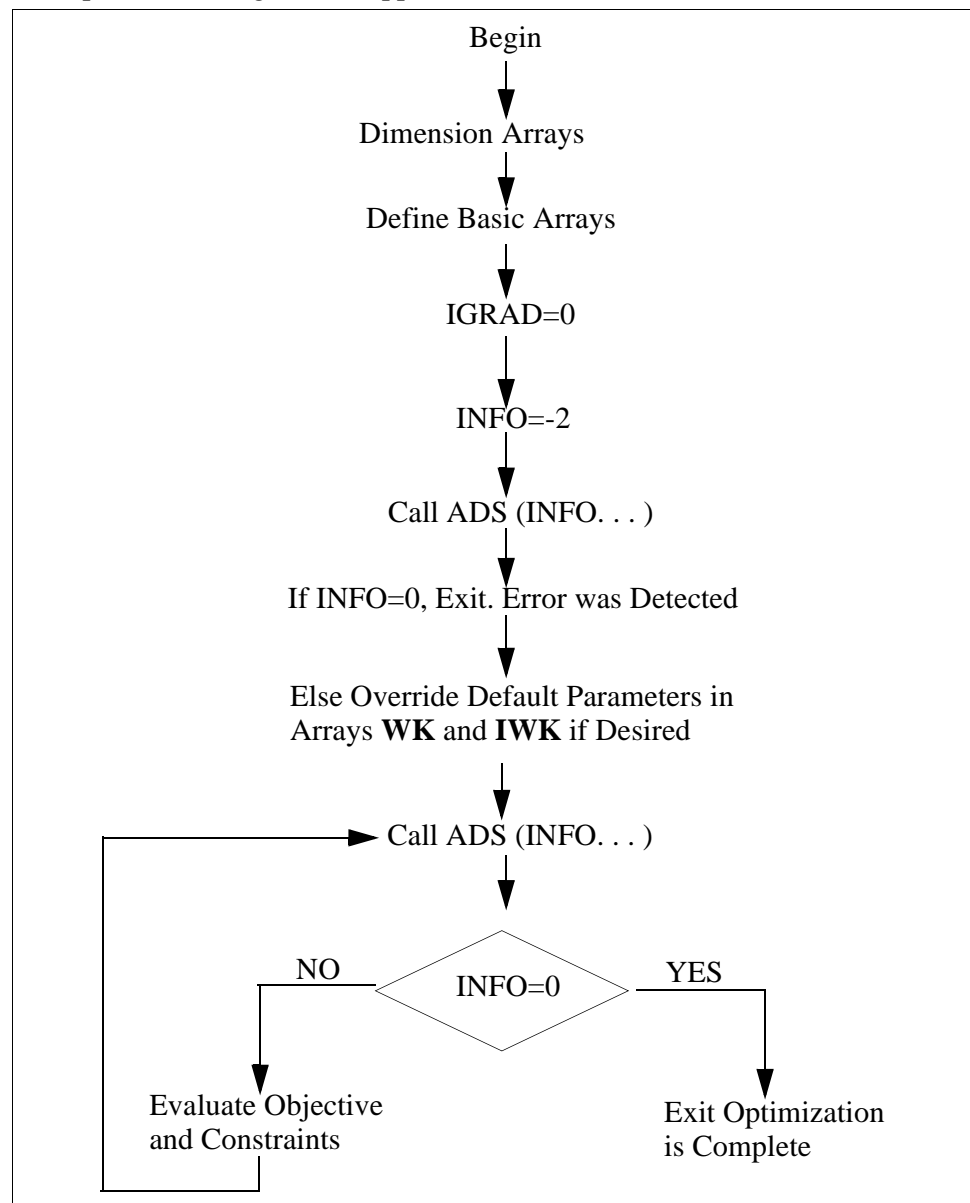 Begin
Dimension Arrays
Define Basic Arrays
IGRAD=0
INFO=-2
Call ADS (INFO. . . )
If INFO=0, Exit. Error was Detected
Else Override Default Parameters in
Arrays WK and IWK if Desired
Call ADS (INFO. . . )
NO
INFO=0
YES
Evaluate Objective
and Constraints
Exit Optimization
is Complete